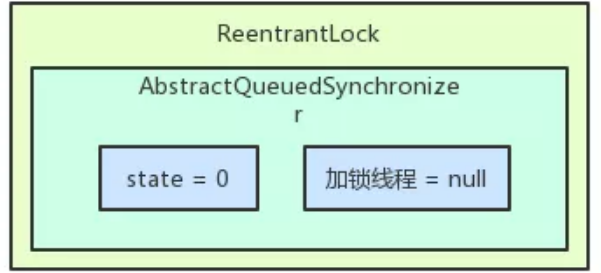 ReentrantLock
AbstractQueuedSynchronize
r
state = 0
加锁线程 = null